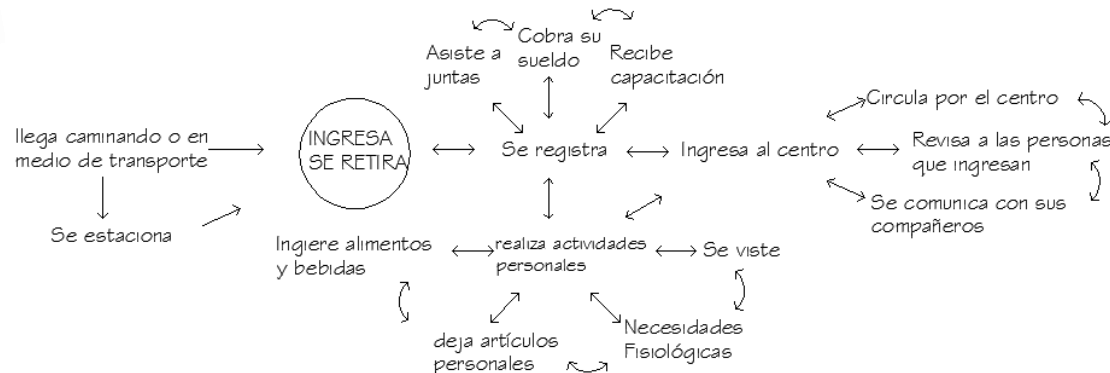 Asiste a
juntas
Cobra su
sueldo
Recibe
capacitación
llega caminando o en
medio de transporte
Se estaciona
INGRESA
SE RETIRA
Se registra
Ingresa al centro
Circula por el centro
Revisa a las personas
que ingresan
Se comunica con sus
compañeros
Ingiere alimentos
y bebidas
realiza actividades
personales
Se viste
deja artículos
personales
Necesidades
Fisiológicas